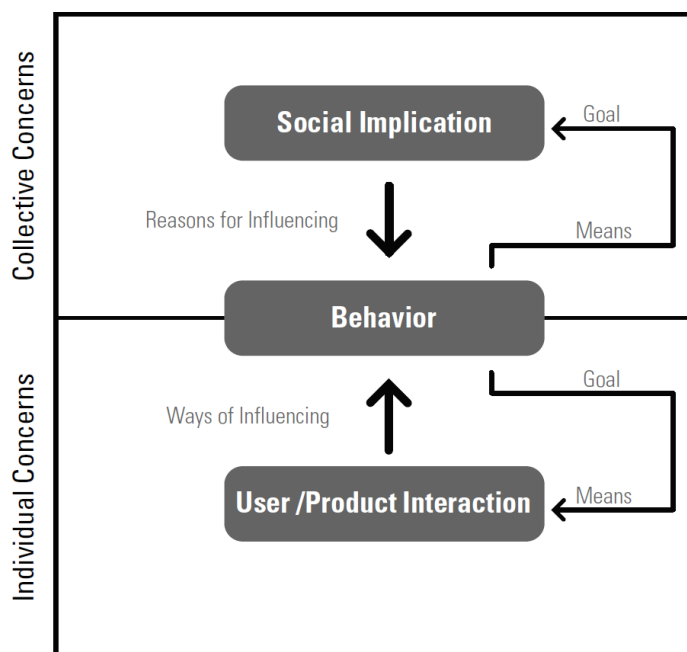 Collective Concerns
Social Implication
Goal
Reasons for Influencing
Means
Behavior
Individual Concerns
Goal
Ways of Influencing
User /Product Interaction
Means